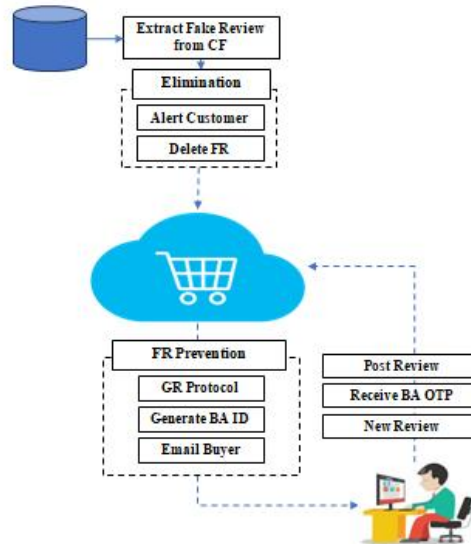 Extract Fake Review
from CF
Elimination
Alert Customer
Delete FR
FR Prevention
GR Protocol
Generate BA ID
Email Buyer
Post Review
Receive BA OTP
New Review